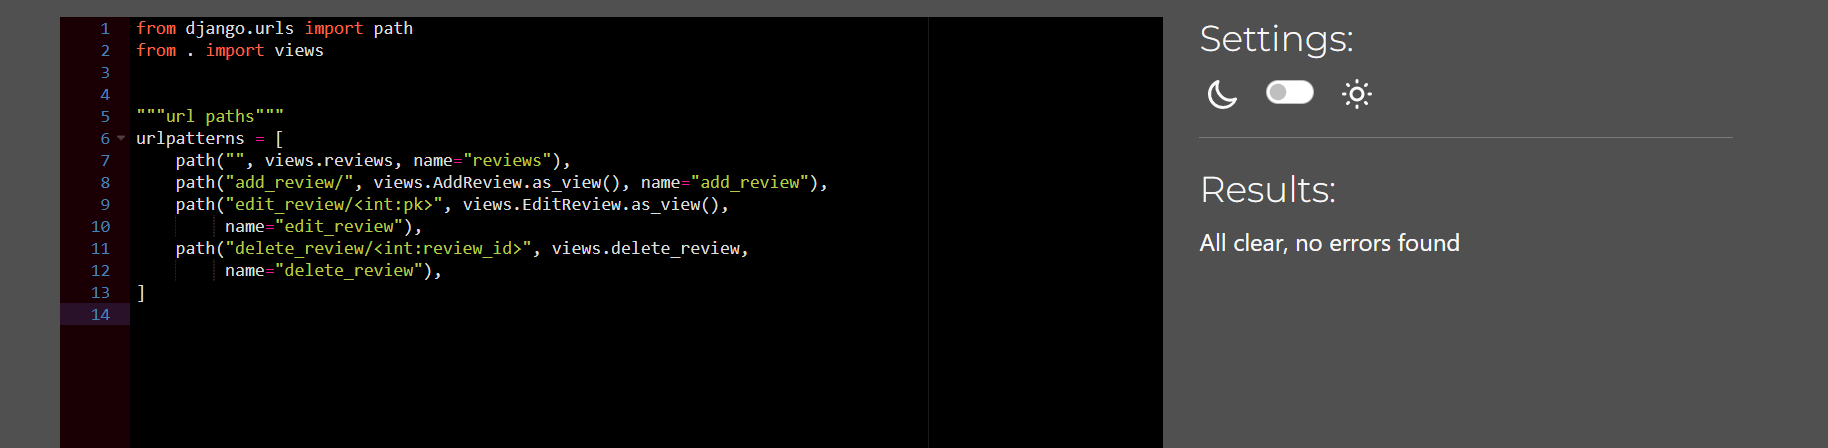 1 from django.urls import path
2 from . import views
3
4
5 """url paths"""
6 urlpatterns = [
7     path("", views.reviews, name="reviews"),
8     path("add_review/", views.AddReview.as_view(), name="add_review"),
9     path("edit_review/<int:pk>", views.EditReview.as_view(),
10          name="edit_review"),
11     path("delete_review/<int:review_id>", views.delete_review,
12          name="delete_review"),
13 ]
14
Settings:
Results:
All clear, no errors found